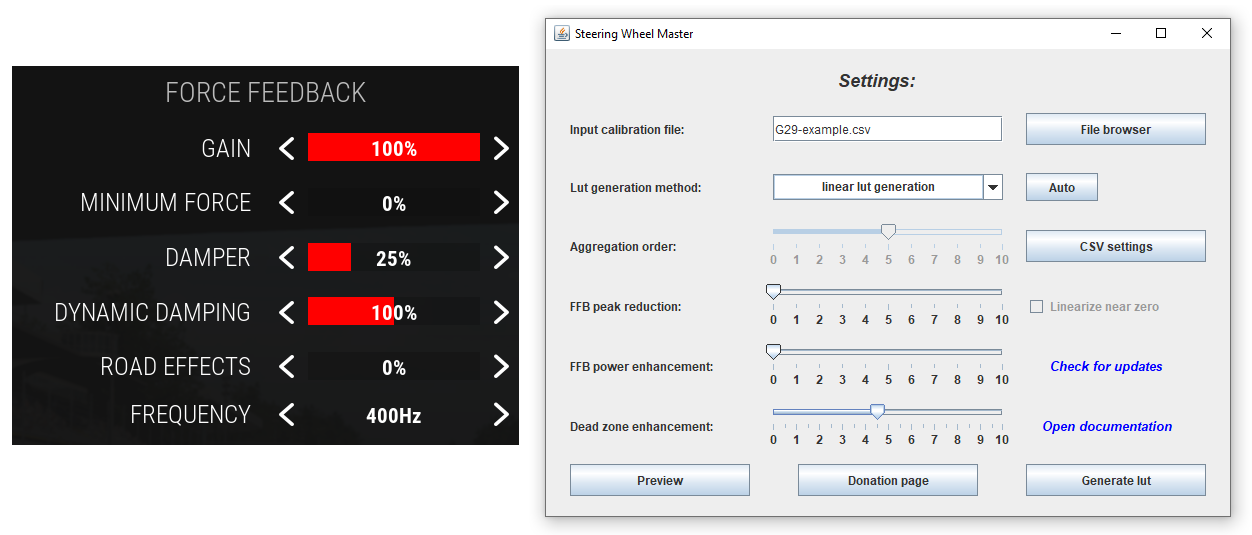 FORCE FEEDBACK
GAIN 100%
MINIMUM FORCE 0%
DAMPER 25%
DYNAMIC DAMPING 100%
ROAD EFFECTS 0%
FREQUENCY 400Hz
Steering Wheel Master
Settings:
Input calibration file: G29-example.csv File browser
Lut generation method: linear lut generation Auto
Aggregation order: CSV settings
0 1 2 3 4 5 6 7 8 9 10
FFB peak reduction: Linearize near zero
0 1 2 3 4 5 6 7 8 9 10
FFB power enhancement: Check for updates
0 1 2 3 4 5 6 7 8 9 10
Dead zone enhancement: Open documentation
0 1 2 3 4 5 6 7 8 9 10
Preview Donation page Generate lut